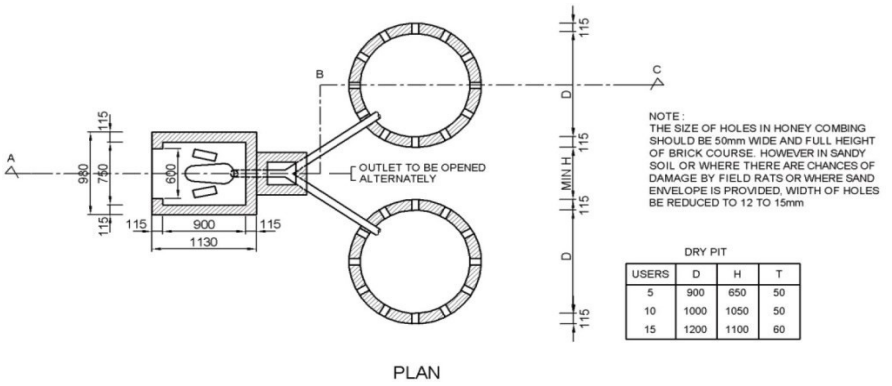 115
B
C
D
115
115
MIN H
115
D
115
A
980
750
600
115
OUTLET TO BE OPENED
ALTERNATELY
115
900
115
1130
NOTE :
THE SIZE OF HOLES IN HONEY COMBING
SHOULD BE 50mm WIDE AND FULL HEIGHT
OF BRICK COURSE. HOWEVER IN SANDY
SOIL OR WHERE THERE ARE CHANCES OF
DAMAGE BY FIELD RATS OR WHERE SAND
ENVELOPE IS PROVIDED, WIDTH OF HOLES
BE REDUCED TO 12 TO 15mm
DRY PIT
USERS D H T
5 900 650 50
10 1000 1050 50
15 1200 1100 60
115
PLAN